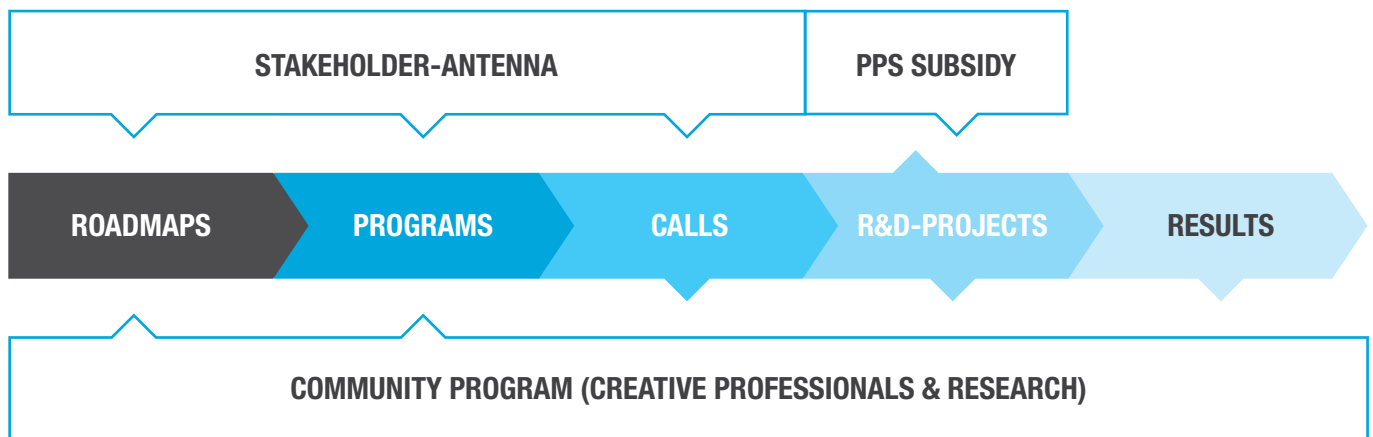 STAKEHOLDER-ANTENNA
PPS SUBSIDY
ROADMAPS
PROGRAMS
CALLS
R&D-PROJECTS
RESULTS
COMMUNITY PROGRAM (CREATIVE PROFESSIONALS & RESEARCH)